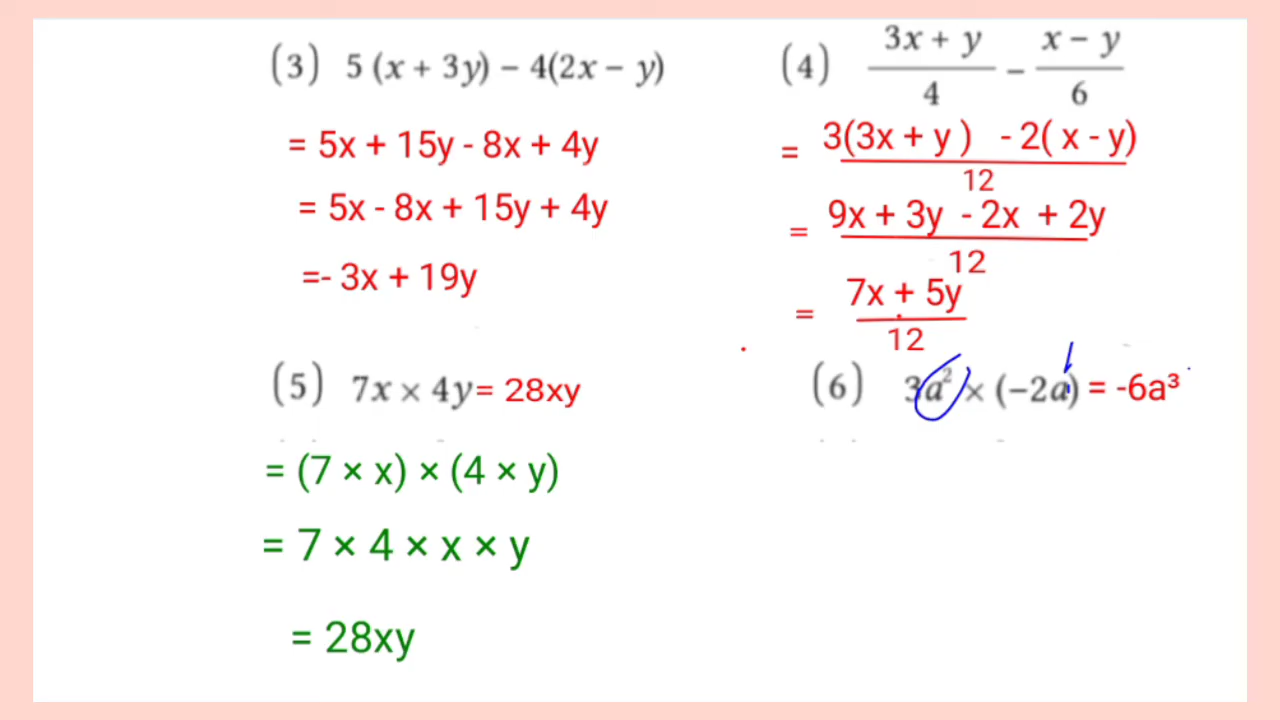 (3) 5 (x + 3y) − 4(2x − y)
= 5x + 15y - 8x + 4y
= 5x - 8x + 15y + 4y
=- 3x + 19y
(4) 3x + y / 4 − x − y / 6
= 3(3x + y ) - 2( x - y) / 12
= 9x + 3y - 2x + 2y / 12
= 7x + 5y / 12
(5) 7x × 4y = 28xy
= (7 × x) × (4 × y)
= 7 × 4 × x × y
= 28xy
(6) 3a² × (−2a) = -6a³